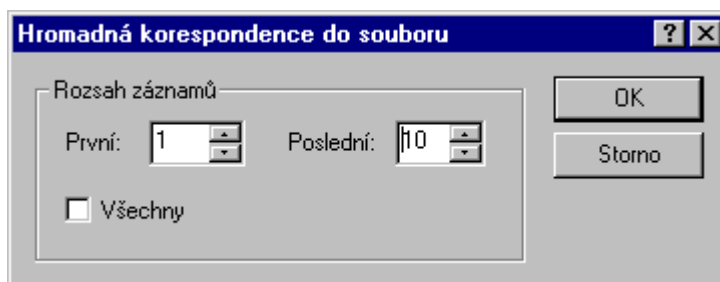 Hromadná korespondence do souboru
Rozsah záznamů
OK
První: 1 Poslední: 10
Storno
Všechny